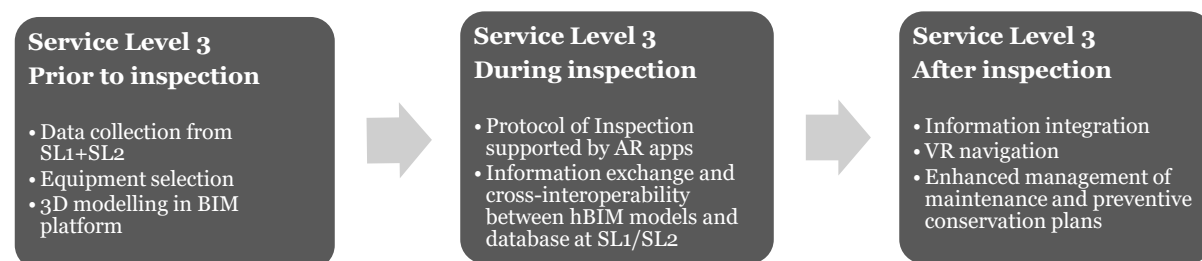 Service Level 3
Prior to inspection
• Data collection from
SL1+SL2
• Equipment selection
• 3D modelling in BIM
platform
Service Level 3
During inspection
• Protocol of Inspection
supported by AR apps
• Information exchange and
cross-interoperability
between hBIM models and
database at SL1/SL2
Service Level 3
After inspection
• Information integration
• VR navigation
• Enhanced management of
maintenance and preventive
conservation plans